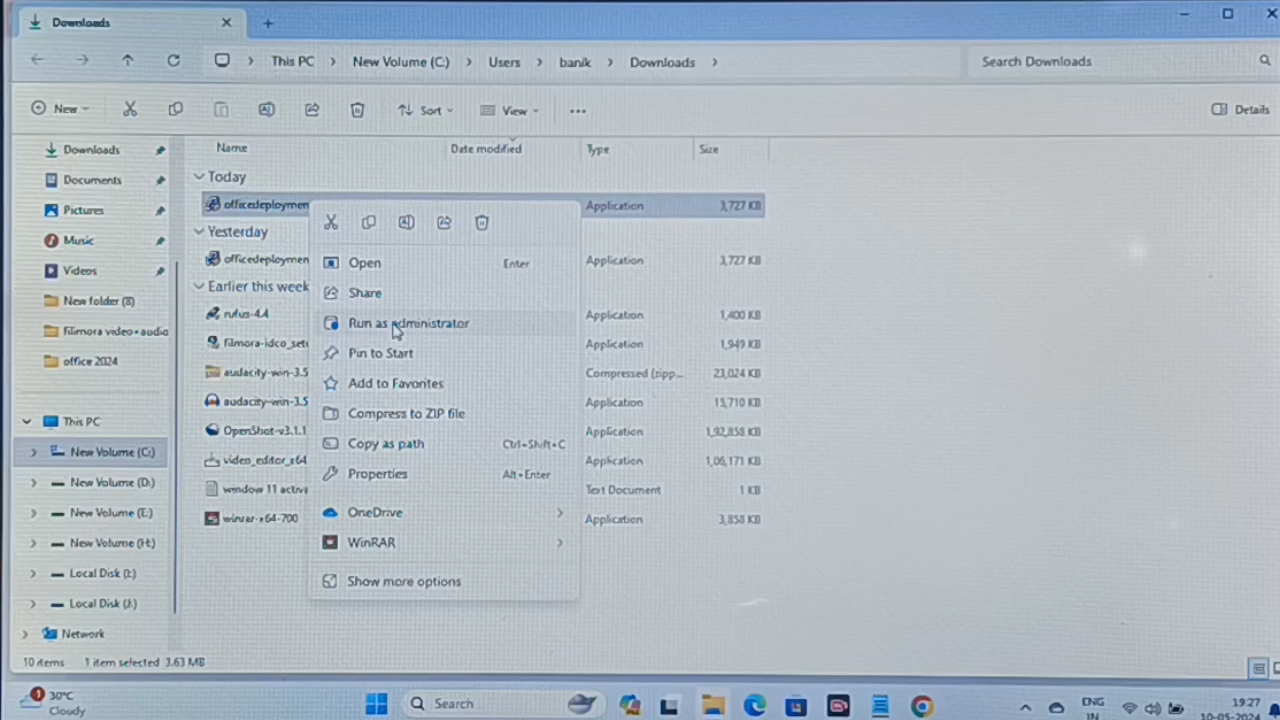 Downloads
This PC > New Volume (C:) > Users > banik > Downloads >
Search Downloads
New
Sort
View
Details
Name Date modified Type Size
Downloads
Documents
Pictures
Music
Videos
New folder (8)
filimora video+audio
office 2024
This PC
New Volume (C:)
New Volume (D:)
New Volume (E:)
New Volume (H:)
Local Disk (I:)
Local Disk (J:)
Network
Today
officedeploymen Application 3,727 KB
Yesterday
officedeploymen Application 3,727 KB
Earlier this week
rufus-4.4 Application 1,400 KB
filmora-idco_setu Application 1,949 KB
audacity-win-3.5 Compressed (zipp... 23,024 KB
audacity-win-3.5 Application 15,710 KB
OpenShot-v3.1.1 Application 1,92,858 KB
video_editor_x64 Application 1,06,171 KB
window 11 activa Text Document 1 KB
winrar-x64-700 Application 3,858 KB
Open Enter
Share
Run as administrator
Pin to Start
Add to Favorites
Compress to ZIP file
Copy as path Ctrl+Shift+C
Properties Alt+Enter
OneDrive
WinRAR
Show more options
10 items 1 item selected 3.63 MB
1
30°C
Cloudy
Search
ENG
IN
19:27
10-05-2024